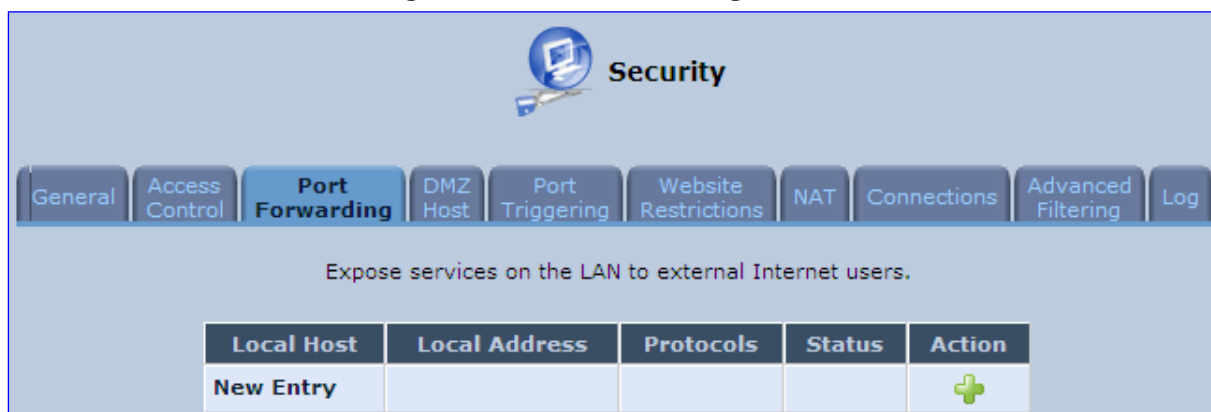 Security
General
Access Control
Port Forwarding
DMZ Host
Port Triggering
Website Restrictions
NAT
Connections
Advanced Filtering
Log
Expose services on the LAN to external Internet users.
Local Host Local Address Protocols Status Action
New Entry